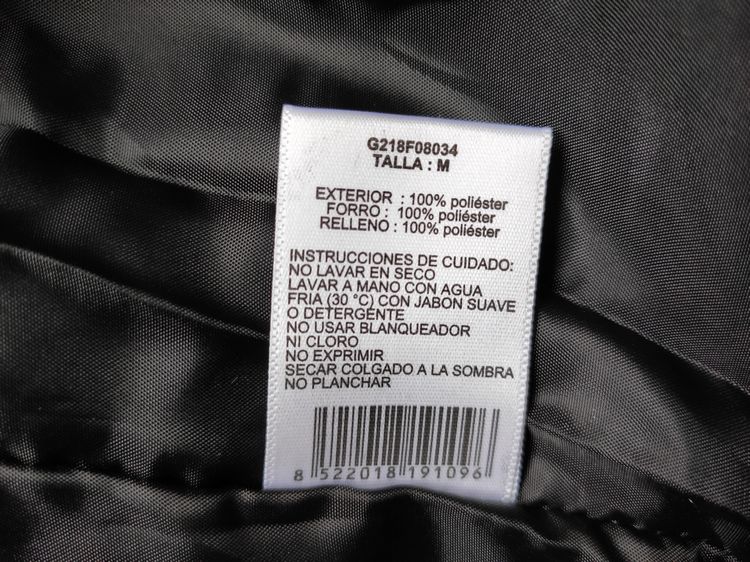 G218F08034
TALLA : M
EXTERIOR : 100% poliéster
FORRO : 100% poliéster
RELLENO : 100% poliéster
INSTRUCCIONES DE CUIDADO:
NO LAVAR EN SECO
LAVAR A MANO CON AGUA
FRIA (30 °C) CON JABON SUAVE
O DETERGENTE
NO USAR BLANQUEADOR
NI CLORO
NO EXPRIMIR
SECAR COLGADO A LA SOMBRA
NO PLANCHAR
8 522018 191096